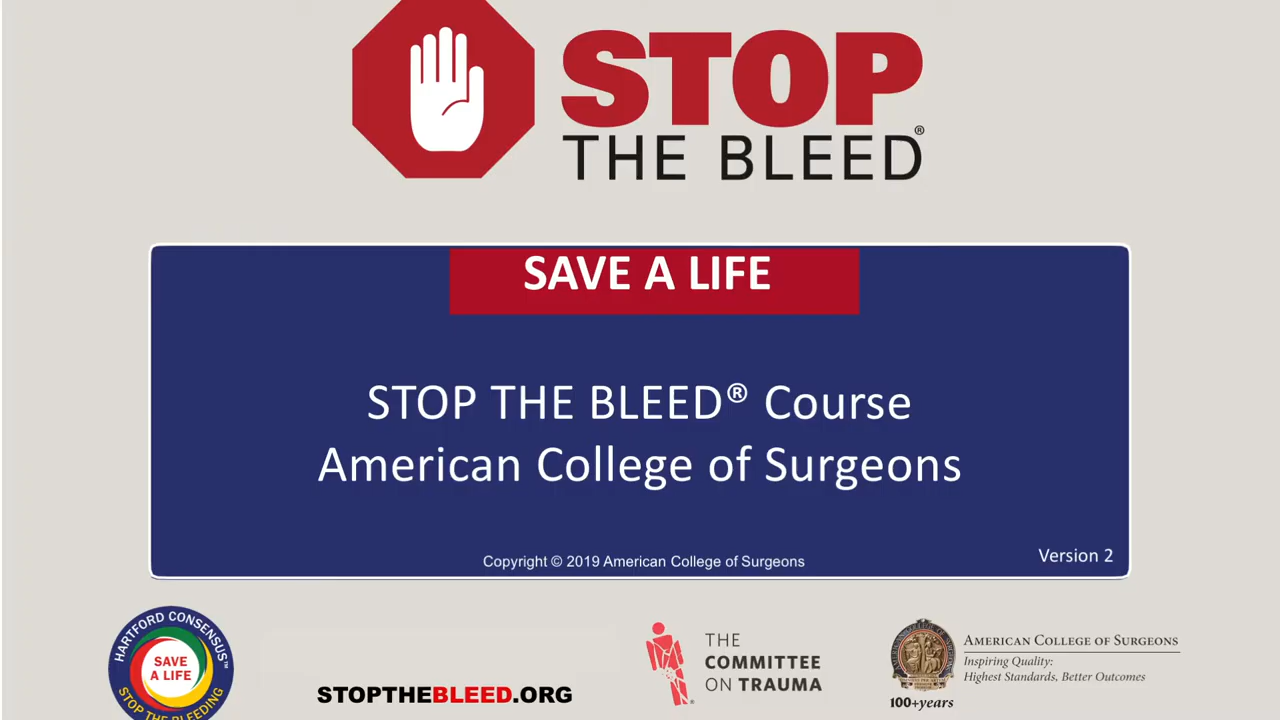 STOP
THE BLEED®
SAVE A LIFE
STOP THE BLEED® Course
American College of Surgeons
Copyright © 2019 American College of Surgeons
Version 2
HARTFORD CONSENSUS™
SAVE
A LIFE
STOP THE BLEEDING
STOPTHEBLEED.ORG
THE
COMMITTEE
ON TRAUMA
AMERICAN COLLEGE OF SURGEONS
Inspiring Quality:
Highest Standards, Better Outcomes
100+years